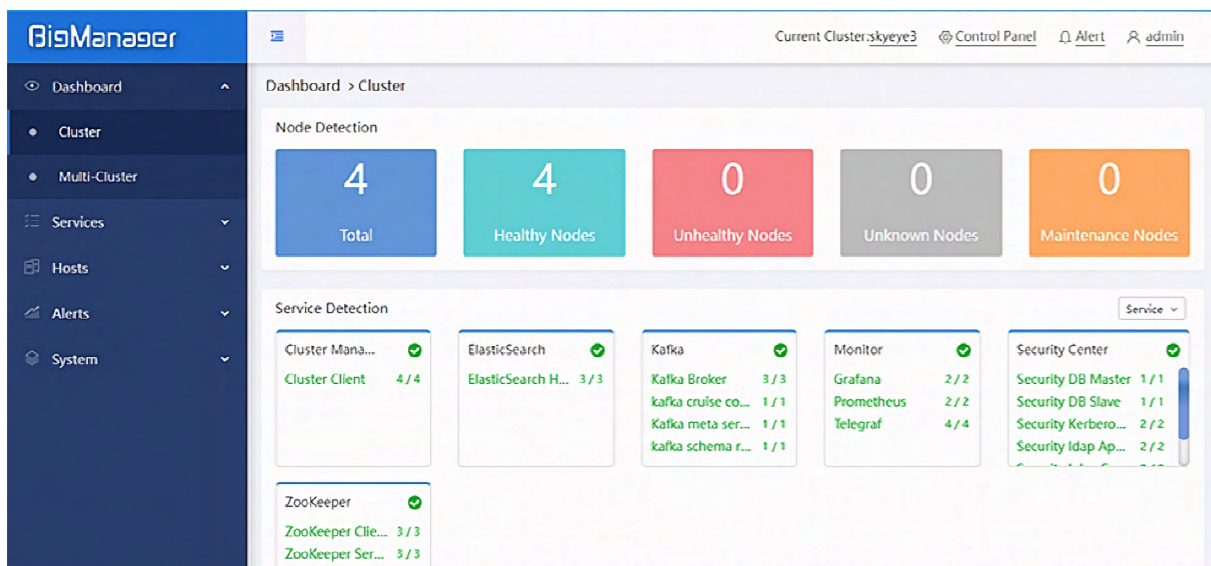 BigManager
Current Cluster:skyeye3 Control Panel Alert admin
Dashboard
Cluster
Multi-Cluster
Services
Hosts
Alerts
System
Dashboard > Cluster
Node Detection
4
Total
4
Healthy Nodes
0
Unhealthy Nodes
0
Unknown Nodes
0
Maintenance Nodes
Service Detection
Service
Cluster Mana...
Cluster Client 4/4
ElasticSearch
ElasticSearch H... 3/3
Kafka
Kafka Broker 3/3
kafka cruise co... 1/1
Kafka meta ser... 1/1
kafka schema r... 1/1
Monitor
Grafana 2/2
Prometheus 2/2
Telegraf 4/4
Security Center
Security DB Master 1/1
Security DB Slave 1/1
Security Kerbero... 2/2
Security ldap Ap... 2/2
ZooKeeper
ZooKeeper Clie... 3/3
ZooKeeper Ser... 3/3